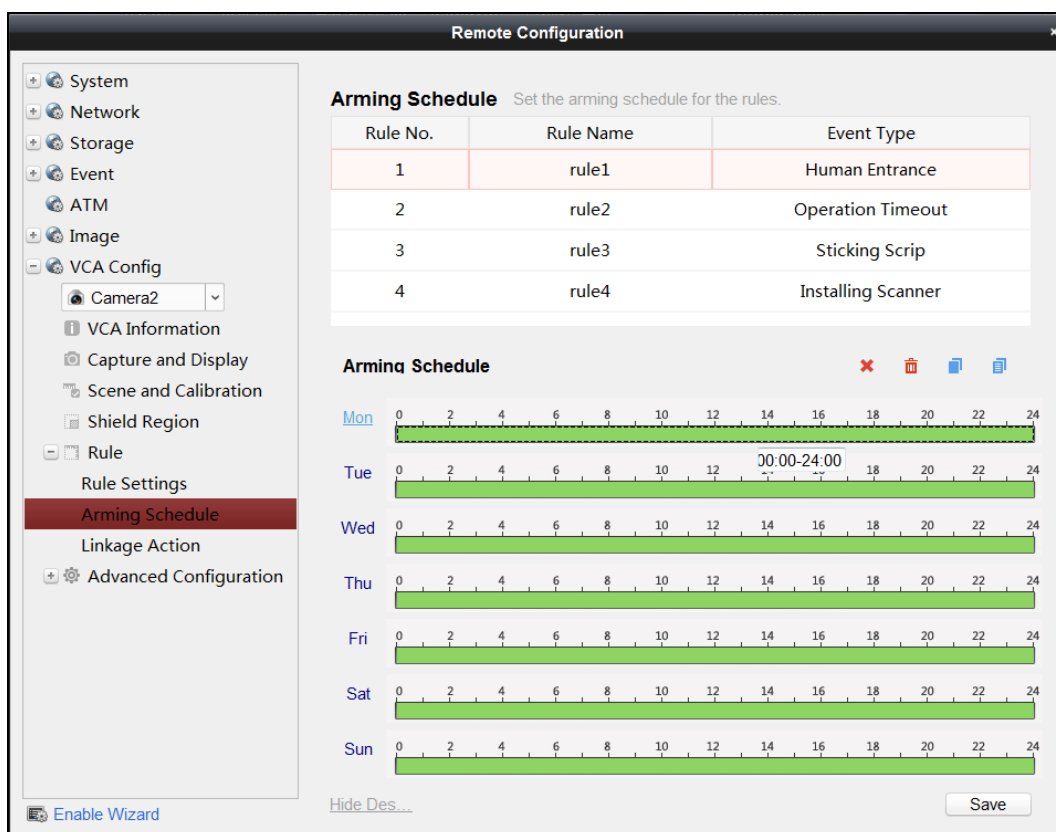 Remote Configuration
System
Network
Storage
Event
ATM
Image
VCA Config
Camera2
VCA Information
Capture and Display
Scene and Calibration
Shield Region
Rule
Rule Settings
Arming Schedule
Linkage Action
Advanced Configuration
Enable Wizard
Arming Schedule Set the arming schedule for the rules.
Rule No. Rule Name Event Type
1 rule1 Human Entrance
2 rule2 Operation Timeout
3 rule3 Sticking Scrip
4 rule4 Installing Scanner
Arming Schedule
Mon 0 2 4 6 8 10 12 14 16 18 20 22 24
00:00-24:00
Tue 0 2 4 6 8 10 12 18 20 22 24
Wed 0 2 4 6 8 10 12 14 16 18 20 22 24
Thu 0 2 4 6 8 10 12 14 16 18 20 22 24
Fri 0 2 4 6 8 10 12 14 16 18 20 22 24
Sat 0 2 4 6 8 10 12 14 16 18 20 22 24
Sun 0 2 4 6 8 10 12 14 16 18 20 22 24
Hide Des...
Save